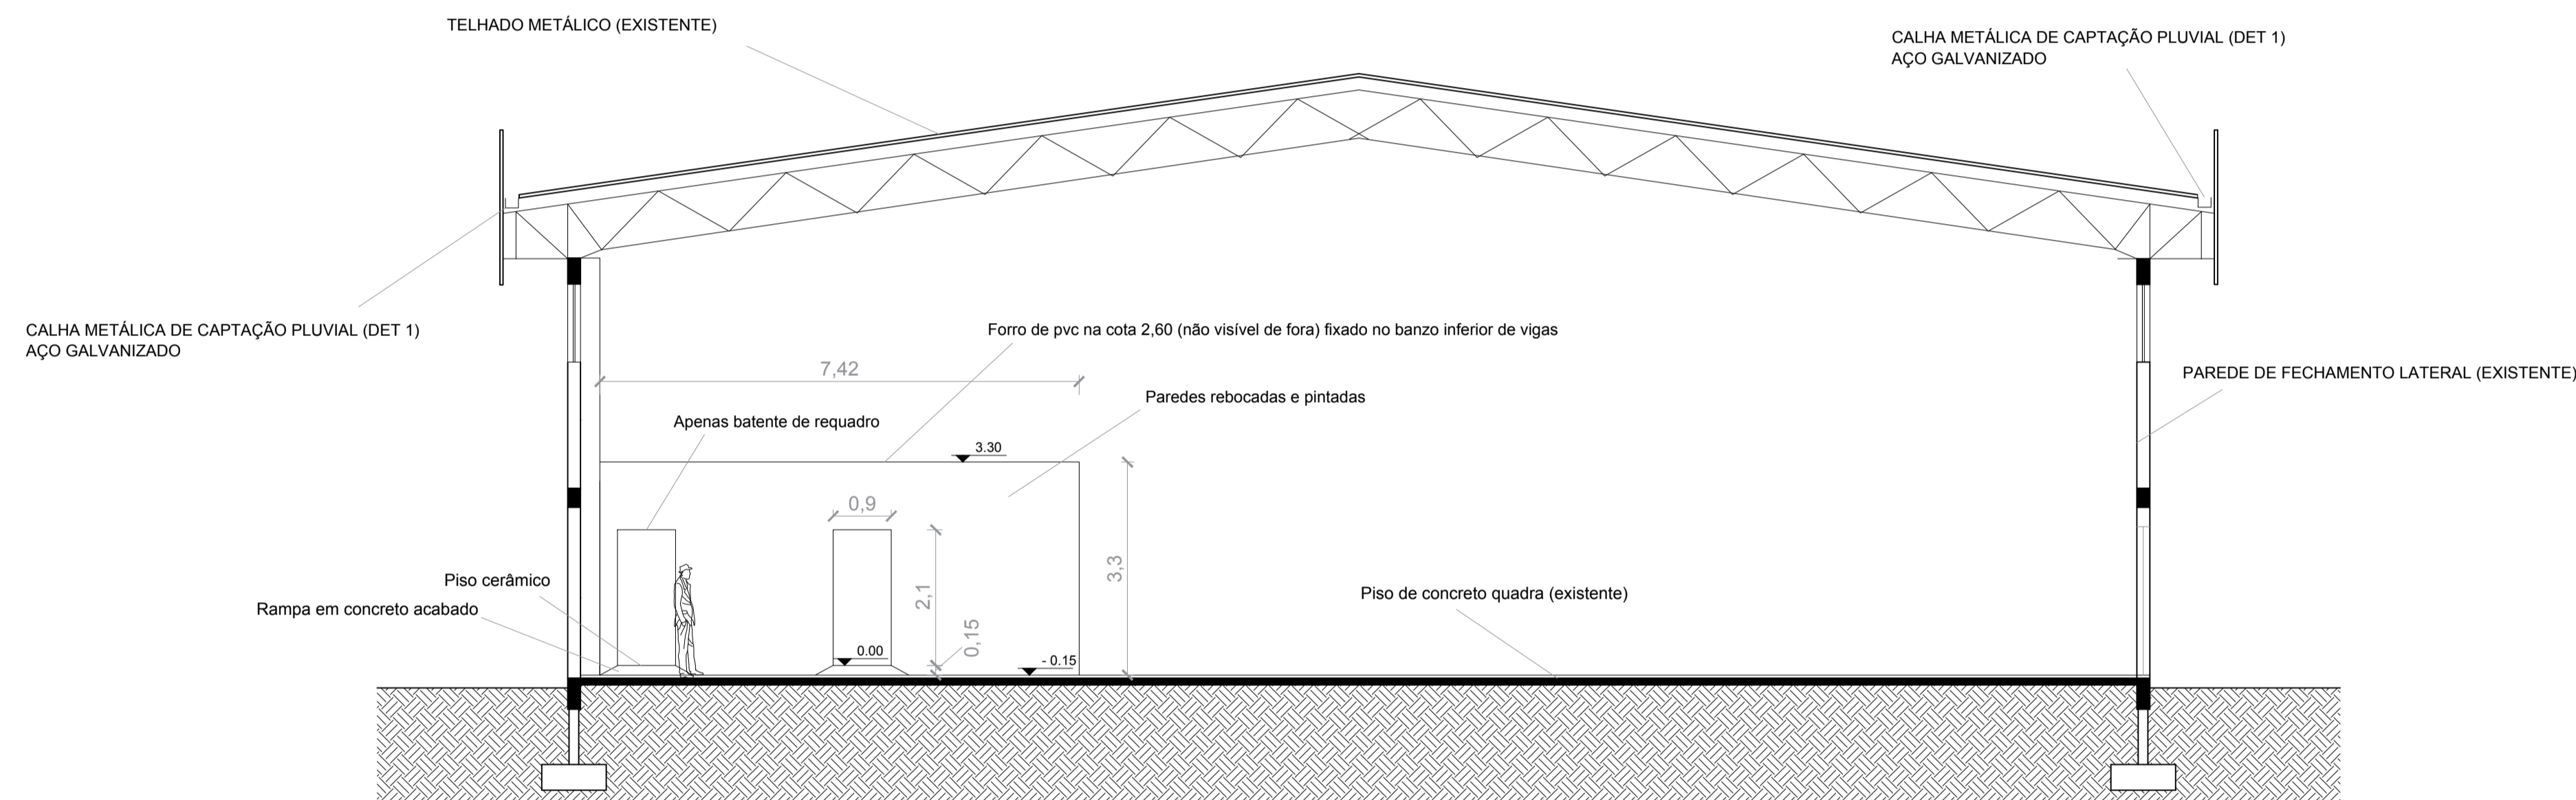 TELHADO METÁLICO (EXISTENTE)
CALHA METÁLICA DE CAPTAÇÃO PLUVIAL (DET 1)
AÇO GALVANIZADO
CALHA METÁLICA DE CAPTAÇÃO PLUVIAL (DET 1)
AÇO GALVANIZADO
Forro de pvc na cota 2,60 (não visível de fora) fixado no banzo inferior de vigas
7,42
PAREDE DE FECHAMENTO LATERAL (EXISTENTE)
Paredes rebocadas e pintadas
Apenas batente de requadro
3.30
0,9
3,3
2,1
0,15
Piso cerâmico
Rampa em concreto acabado
Piso de concreto quadra (existente)
0.00
- 0.15